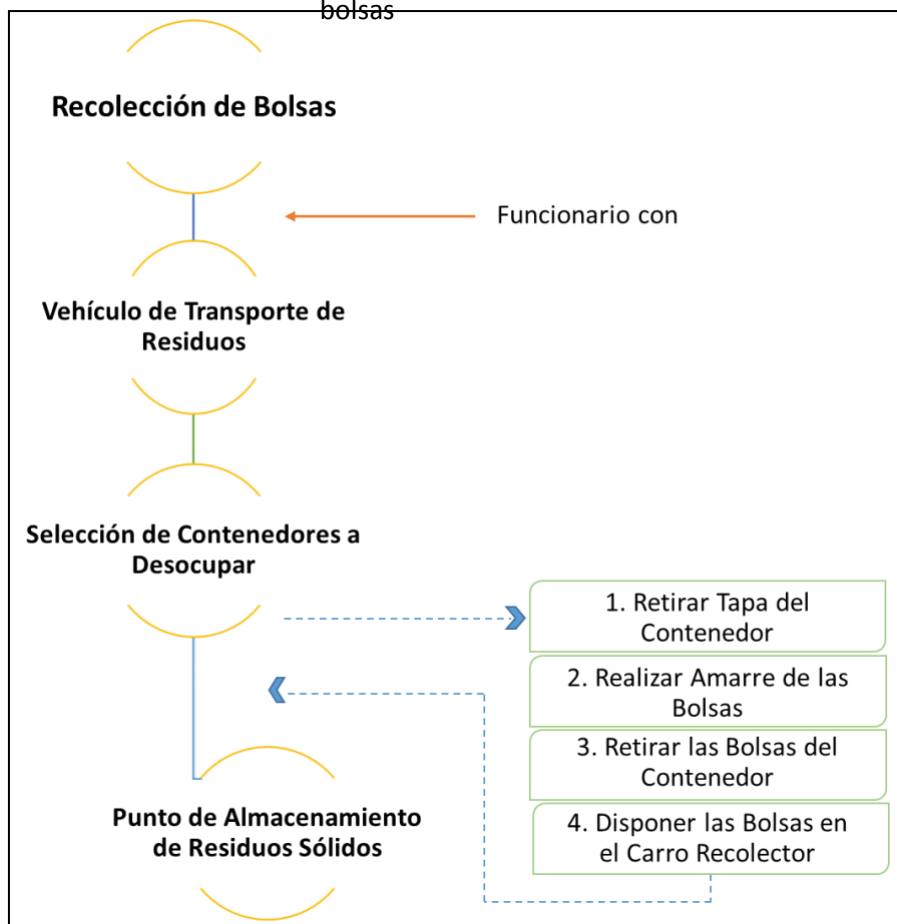 bolsas
Recolección de Bolsas
Funcionario con
Vehículo de Transporte de
Residuos
Selección de Contenedores a
Desocupar
1. Retirar Tapa del
Contenedor
2. Realizar Amarre de las
Bolsas
3. Retirar las Bolsas del
Contenedor
4. Disponer las Bolsas en
el Carro Recolector
Punto de Almacenamiento
de Residuos Sólidos